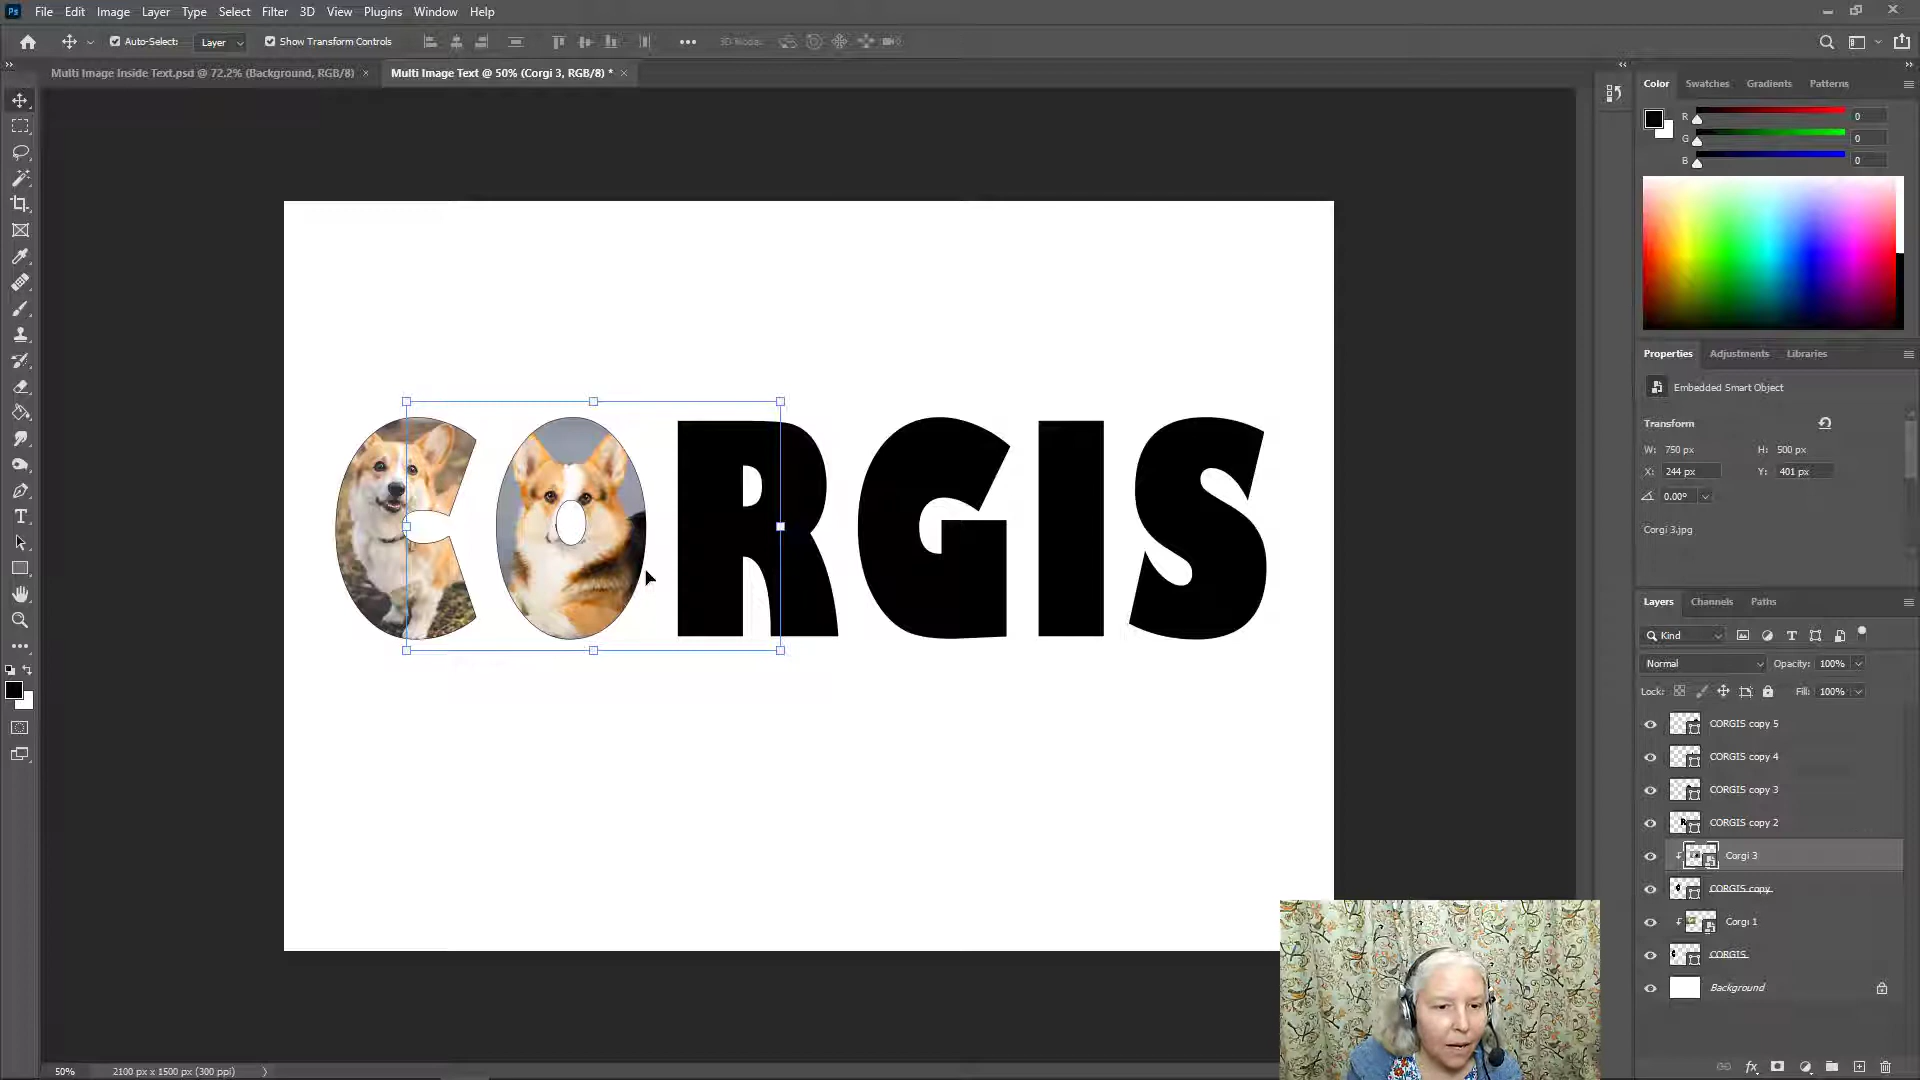 Ps File Edit Image Layer Type Select Filter 3D View Plugins Window Help
Auto-Select: Layer Show Transform Controls 3D Mode:
Multi Image Inside Text.psd @ 72.2% (Background, RGB/8) × Multi Image Text @ 50% (Corgi 3, RGB/8) * ×
Color Swatches Gradients Patterns
R 0
G 0
B 0
Properties Adjustments Libraries
Embedded Smart Object
Transform
W: 750 px H: 500 px
X: 244 px Y: 401 px
0.00°
Corgi 3.jpg
CORGIS
Layers Channels Paths
Kind
Normal Opacity: 100%
Lock: Fill: 100%
CORGIS copy 5
CORGIS copy 4
CORGIS copy 3
CORGIS copy 2
Corgi 3
CORGIS copy
Corgi 1
CORGIS
Background
50% 2100 px x 1500 px (300 ppi)